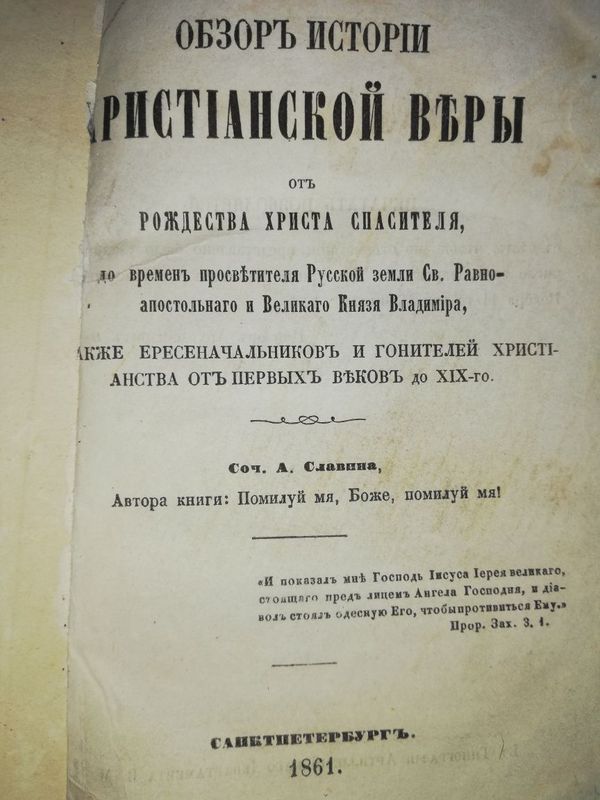 ОБЗОРЪ ИСТОРІИ
ХРИСТІАНСКОЙ ВѢРЫ
ОТЪ
РОЖДЕСТВА ХРИСТА СПАСИТЕЛЯ,
до временъ просвѣтителя Русской земли Св. Равно-
апостольнаго и Великаго Князя Владиміра,
АКЖЕ ЕРЕСЕНАЧАЛЬНИКОВЪ И ГОНИТЕЛЕЙ ХРИСТІ-
АНСТВА ОТЪ ПЕРВЫХЪ ВѢКОВЪ до XIX-го.
Соч. А. Славина,
Автора книги: Помилуй мя, Боже, помилуй мя!
«И показалъ мнѣ Господь Іисуса Іерея великаго,
стоящаго предъ лицемъ Ангела Господня, и діа-
волъ стоялъ одесную Его, чтобы противиться Ему.»
Прор. Зах. 3. 1.
САНКТПЕТЕРБУРГЪ.
1861.